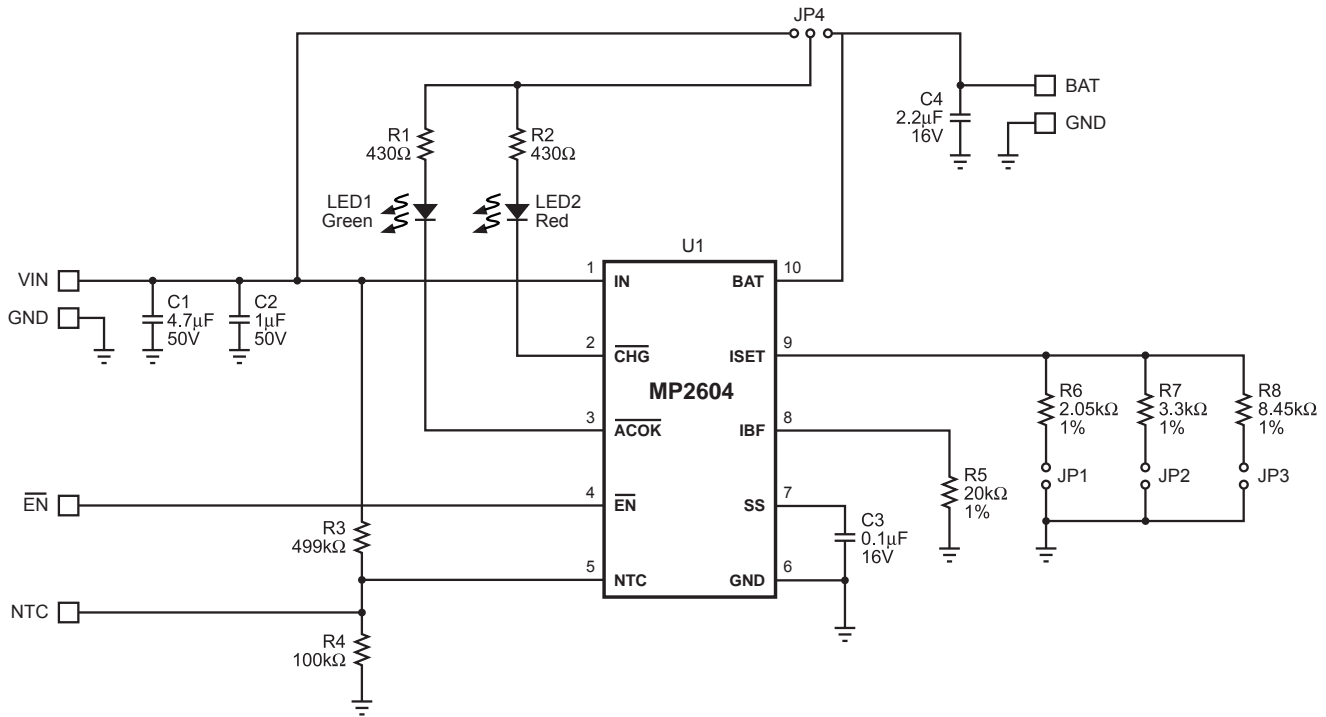 JP4
BAT
C4
2.2µF
16V
GND
R1
430Ω
R2
430Ω
LED1
Green
LED2
Red
U1
VIN
1
IN
BAT
10
C1
4.7µF
50V
C2
1µF
50V
GND
2
CHG
ISET
9
MP2604
R6
2.05kΩ
1%
R7
3.3kΩ
1%
R8
8.45kΩ
1%
3
ACOK
IBF
8
JP1
JP2
JP3
R5
20kΩ
1%
EN
4
EN
SS
7
R3
499kΩ
C3
0.1µF
16V
5
NTC
GND
6
NTC
R4
100kΩ